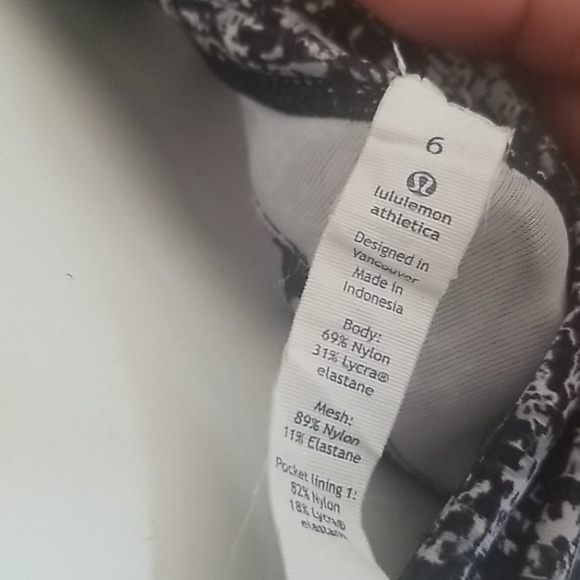 6
lululemon
athletica
Designed in
Vancouver
Made in
Indonesia
Body:
69% Nylon
31% Lycra®
elastane
Mesh:
89% Nylon
11% Elastane
Pocket lining 1:
82% Nylon
18% Lycra®
elastane